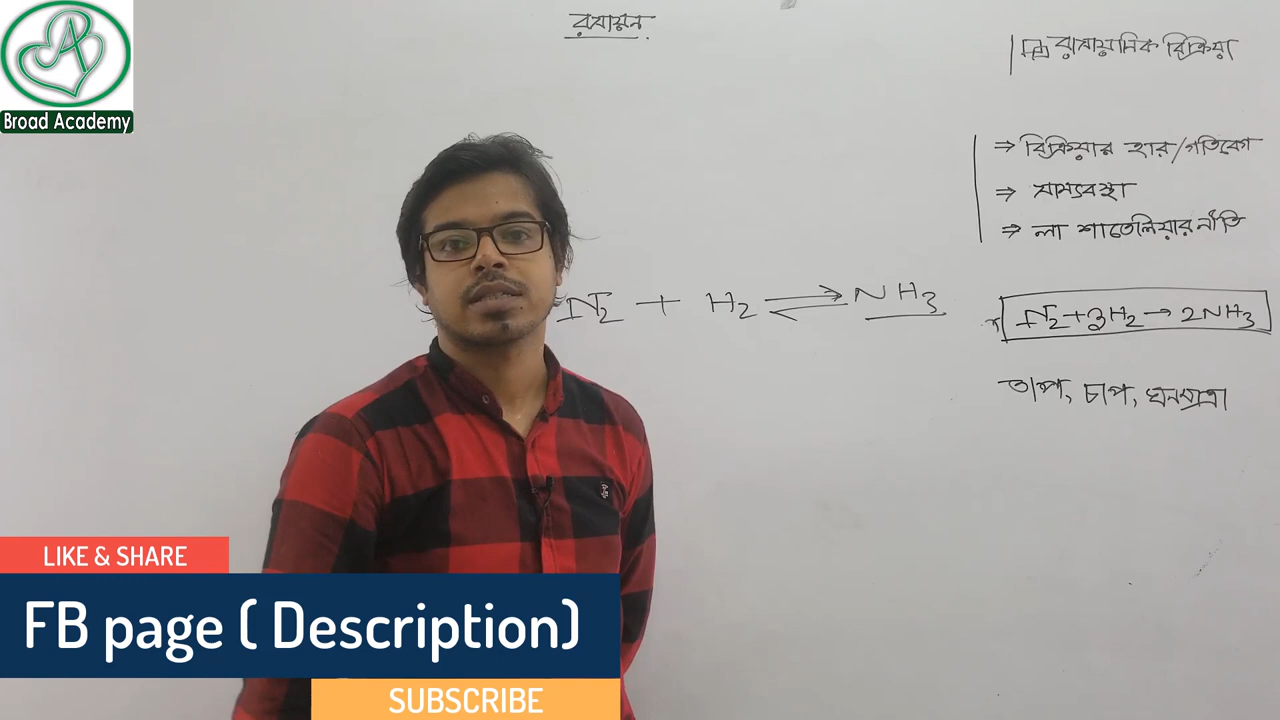 Broad Academy
রসায়ন
রাসায়নিক বিক্রিয়া
⇒ বিক্রিয়ার হার/গতিবেগ
⇒ সাম্যবস্থা
⇒ লা শাতেলিয়ার নীতি
N₂ + H₂ ⇌ NH₃
N₂+3H₂→2NH₃
তাপ, চাপ, ঘনমাত্রা
LIKE & SHARE
FB page ( Description)
SUBSCRIBE